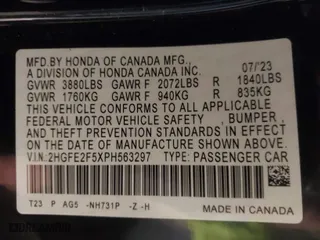 MFD.BY HONDA OF CANADA MFG.,
A DIVISION OF HONDA CANADA INC. 07/'23
GVWR 3880LBS GAWR F 2072LBS R 1840LBS
GVWR 1760KG GAWR F 940KG R 835KG
THIS VEHICLE CONFORMS TO ALL APPLICABLE
FEDERAL MOTOR VEHICLE SAFETY , BUMPER ,
AND THEFT PREVENTION STANDARDS IN EFFECT
ON THE DATE OF MANUFACTURE SHOWN ABOVE.
V.I.N:2HGFE2F5XPH563297 TYPE:PASSENGER CAR
T23 P AG5 -NH731P -Z -H
MADE IN CANADA